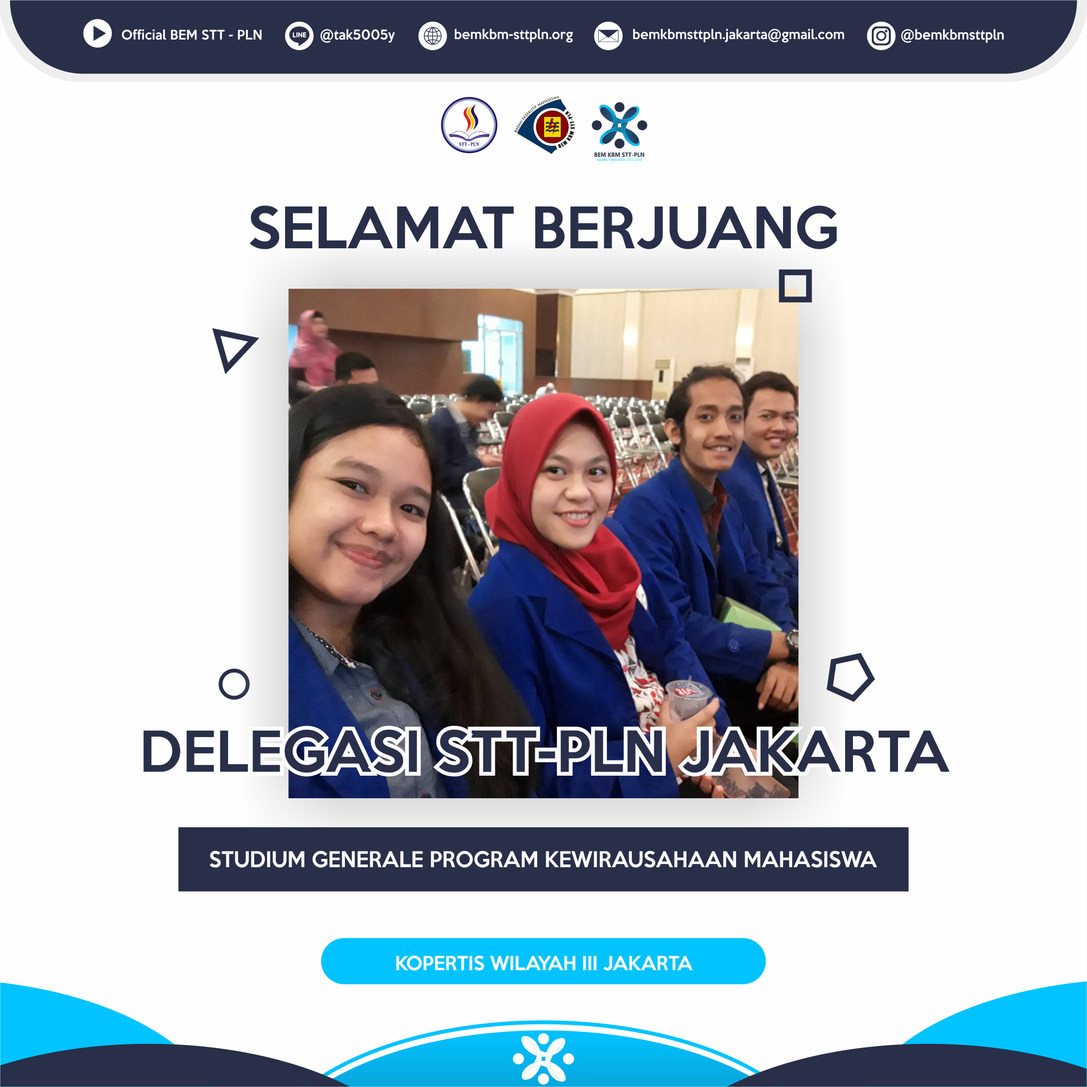 Official BEM STT - PLN
LINE
@tak5005y
bemkbm-sttpln.org
bemkbmsttpln.jakarta@gmail.com
@bemkbmsttpln
STT - PLN
BEM KBM STT-PLN
SELAMAT BERJUANG
DELEGASI STT-PLN JAKARTA
STUDIUM GENERALE PROGRAM KEWIRAUSAHAAN MAHASISWA
KOPERTIS WILAYAH III JAKARTA